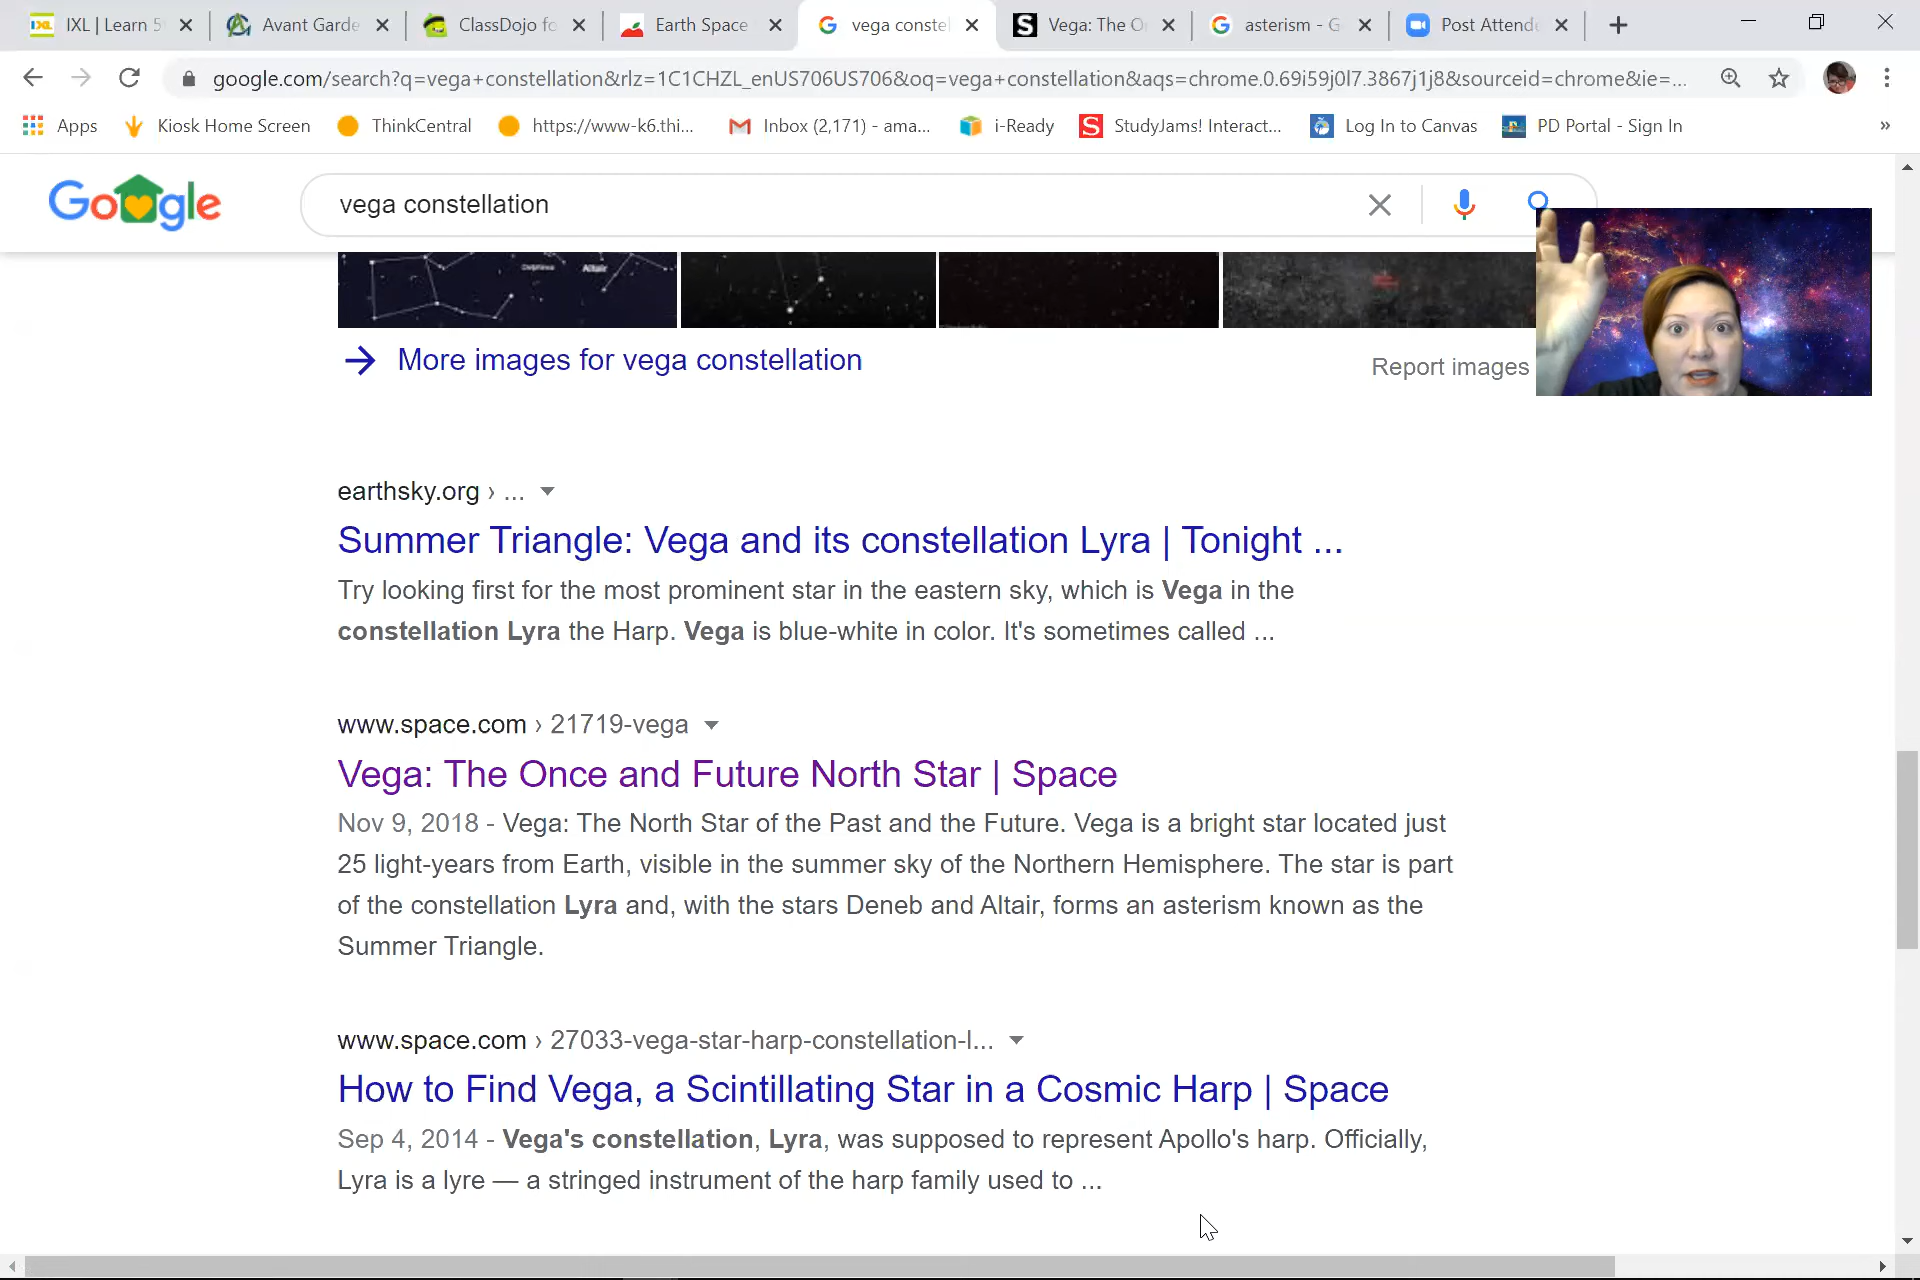 IXL | Learn 5
Avant Garde
ClassDojo fo
Earth Space
vega constel
Vega: The O
asterism - G
Post Attend
google.com/search?q=vega+constellation&rlz=1C1CHZL_enUS706US706&oq=vega+constellation&aqs=chrome.0.69i59j0l7.3867j1j8&sourceid=chrome&ie=...
Apps
Kiosk Home Screen
ThinkCentral
https://www-k6.thi...
Inbox (2,171) - ama...
i-Ready
StudyJams! Interact...
Log In to Canvas
PD Portal - Sign In
Google
vega constellation
Delphinus Altair
More images for vega constellation
Report images
earthsky.org › ...
Summer Triangle: Vega and its constellation Lyra | Tonight ...
Try looking first for the most prominent star in the eastern sky, which is Vega in the
constellation Lyra the Harp. Vega is blue-white in color. It's sometimes called ...
www.space.com › 21719-vega
Vega: The Once and Future North Star | Space
Nov 9, 2018 - Vega: The North Star of the Past and the Future. Vega is a bright star located just
25 light-years from Earth, visible in the summer sky of the Northern Hemisphere. The star is part
of the constellation Lyra and, with the stars Deneb and Altair, forms an asterism known as the
Summer Triangle.
www.space.com › 27033-vega-star-harp-constellation-l...
How to Find Vega, a Scintillating Star in a Cosmic Harp | Space
Sep 4, 2014 - Vega's constellation, Lyra, was supposed to represent Apollo's harp. Officially,
Lyra is a lyre — a stringed instrument of the harp family used to ...